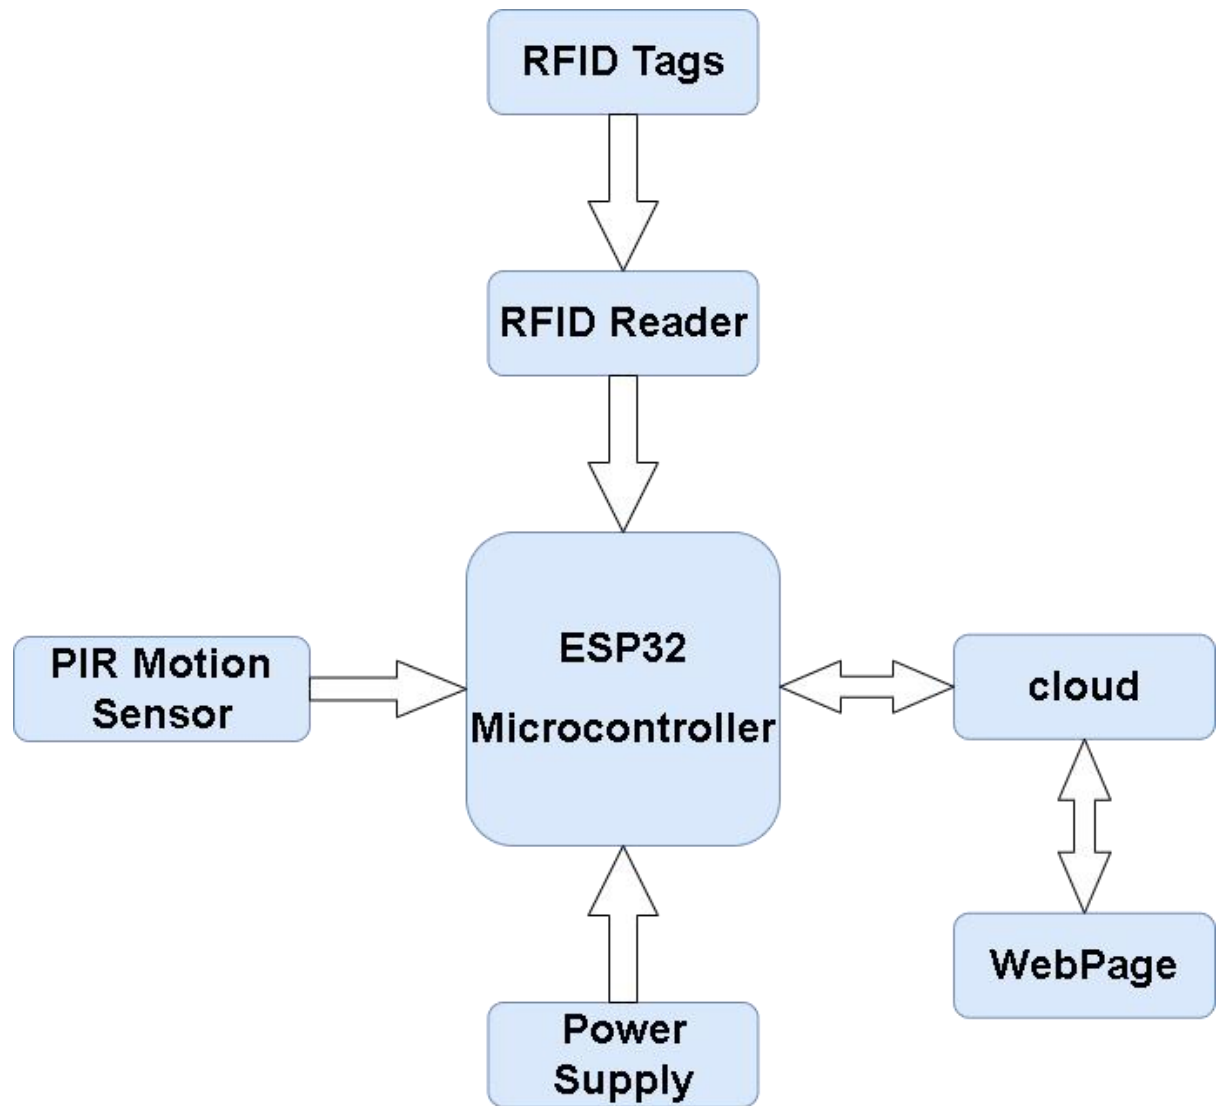 RFID Tags
RFID Reader
ESP32
Microcontroller
PIR Motion
Sensor
cloud
WebPage
Power
Supply